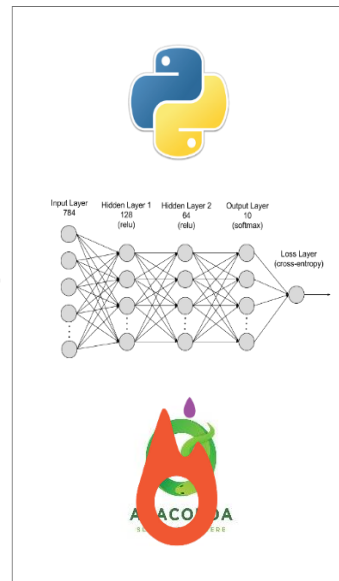 Input Layer
784
Hidden Layer 1
128
(relu)
Hidden Layer 2
64
(relu)
Output Layer
10
(softmax)
Loss Layer
(cross-entropy)